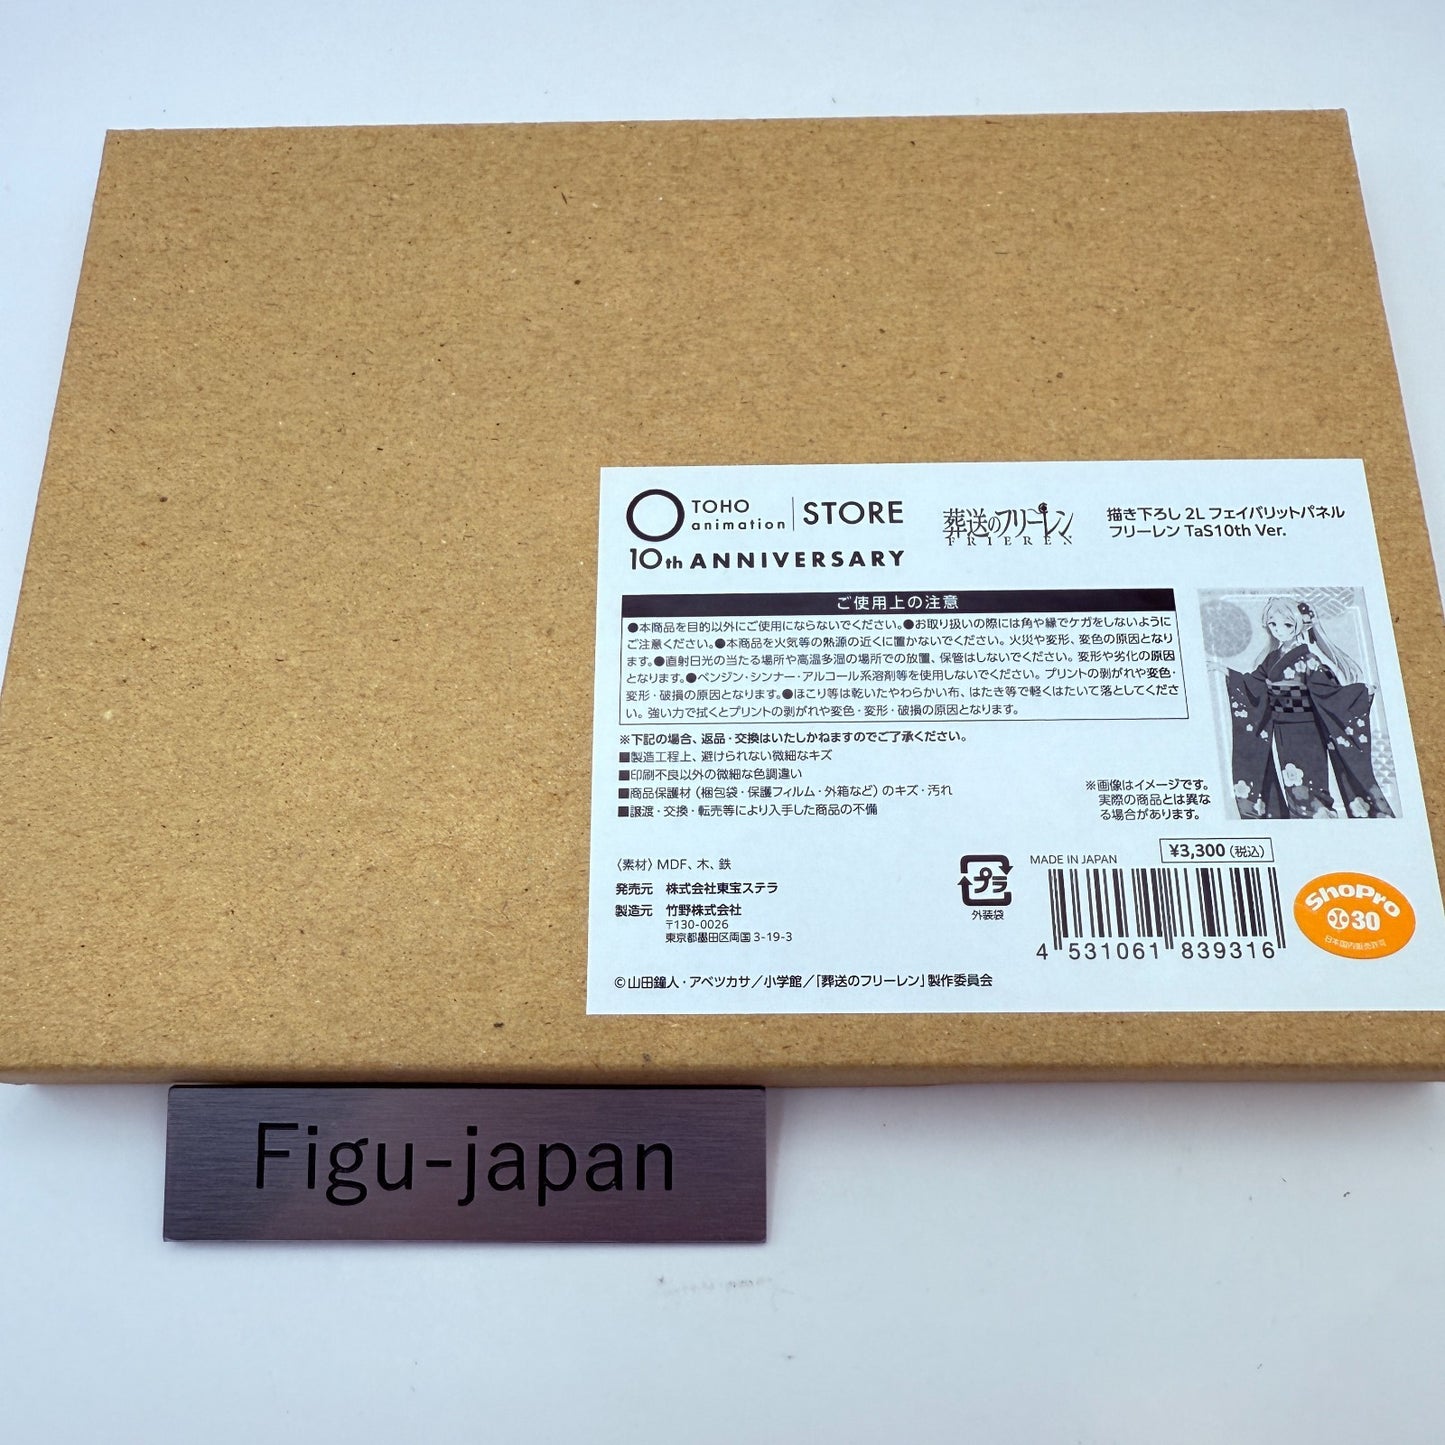 TOHO animation STORE
10th ANNIVERSARY
葬送のフリーレン
FRIEREN
描き下ろし 2L フェイバリットパネル
フリーレン TaS10th Ver.
ご使用上の注意
●本商品を目的以外にご使用にならないでください。●お取り扱いの際には角や縁でケガをしないように
ご注意ください。●本商品を火気等の熱源の近くに置かないでください。火災や変形、変色の原因となり
ます。●直射日光の当たる場所や高温多湿の場所での放置、保管はしないでください。変形や劣化の原因
となります。●ベンジン・シンナー・アルコール系溶剤等を使用しないでください。プリントの剥がれや変色・
変形・破損の原因となります。●ほこり等は乾いたやわらかい布、はたき等で軽くはたいて落としてくださ
い。強い力で拭くとプリントの剥がれや変色・変形・破損の原因となります。
※下記の場合、返品・交換はいたしかねますのでご了承ください。
■製造工程上、避けられない微細なキズ
■印刷不良以外の微細な色調違い
■商品保護材(梱包袋・保護フィルム・外箱など)のキズ・汚れ
■譲渡・交換・転売等により入手した商品の不備
※画像はイメージです。
実際の商品とは異な
る場合があります。
〈素材〉MDF、木、鉄
発売元 株式会社東宝ステラ
製造元 竹野株式会社
〒130-0026
東京都墨田区両国 3-19-3
プラ
外装袋
MADE IN JAPAN
¥3,300(税込)
4 531061 839316
ShoPro
30
日本国内販売許可
©山田鐘人・アベツカサ／小学館／「葬送のフリーレン」製作委員会
Figu-japan